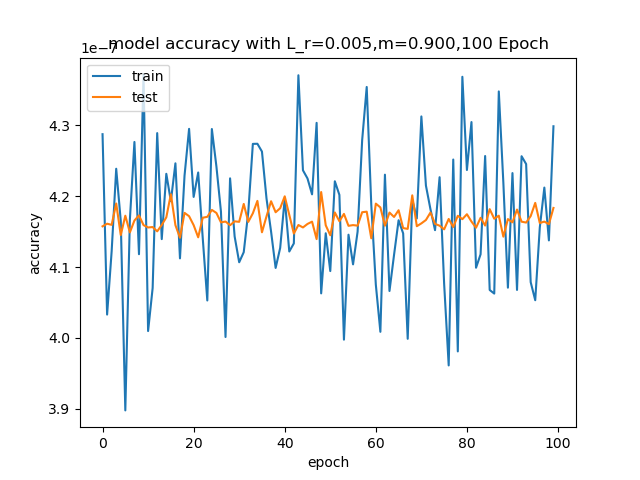 1e−7
model accuracy with L_r=0.005,m=0.900,100 Epoch
train
test
4.3
4.2
4.1
4.0
3.9
accuracy
0 20 40 60 80 100
epoch